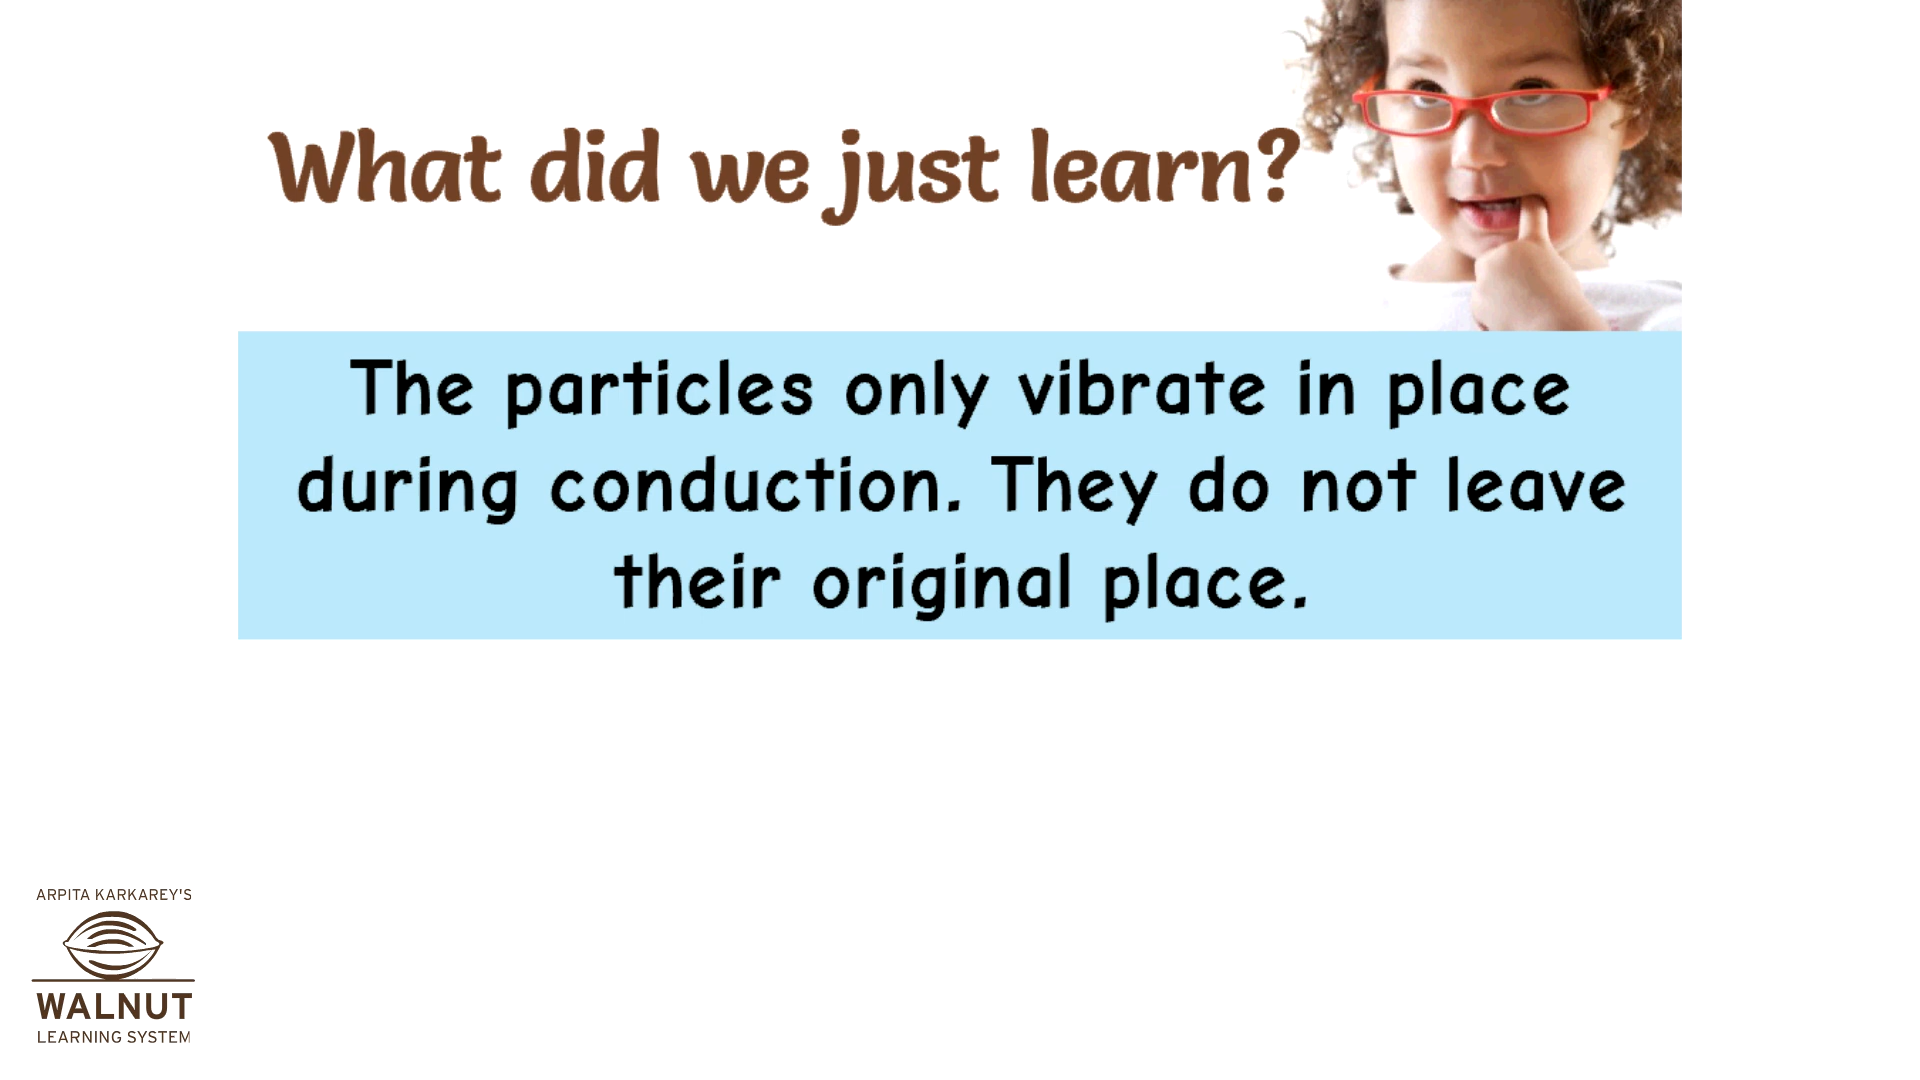 What did we just learn?
The particles only vibrate in place
during conduction. They do not leave
their original place.
ARPITA KARKAREY'S
WALNUT
LEARNING SYSTEM